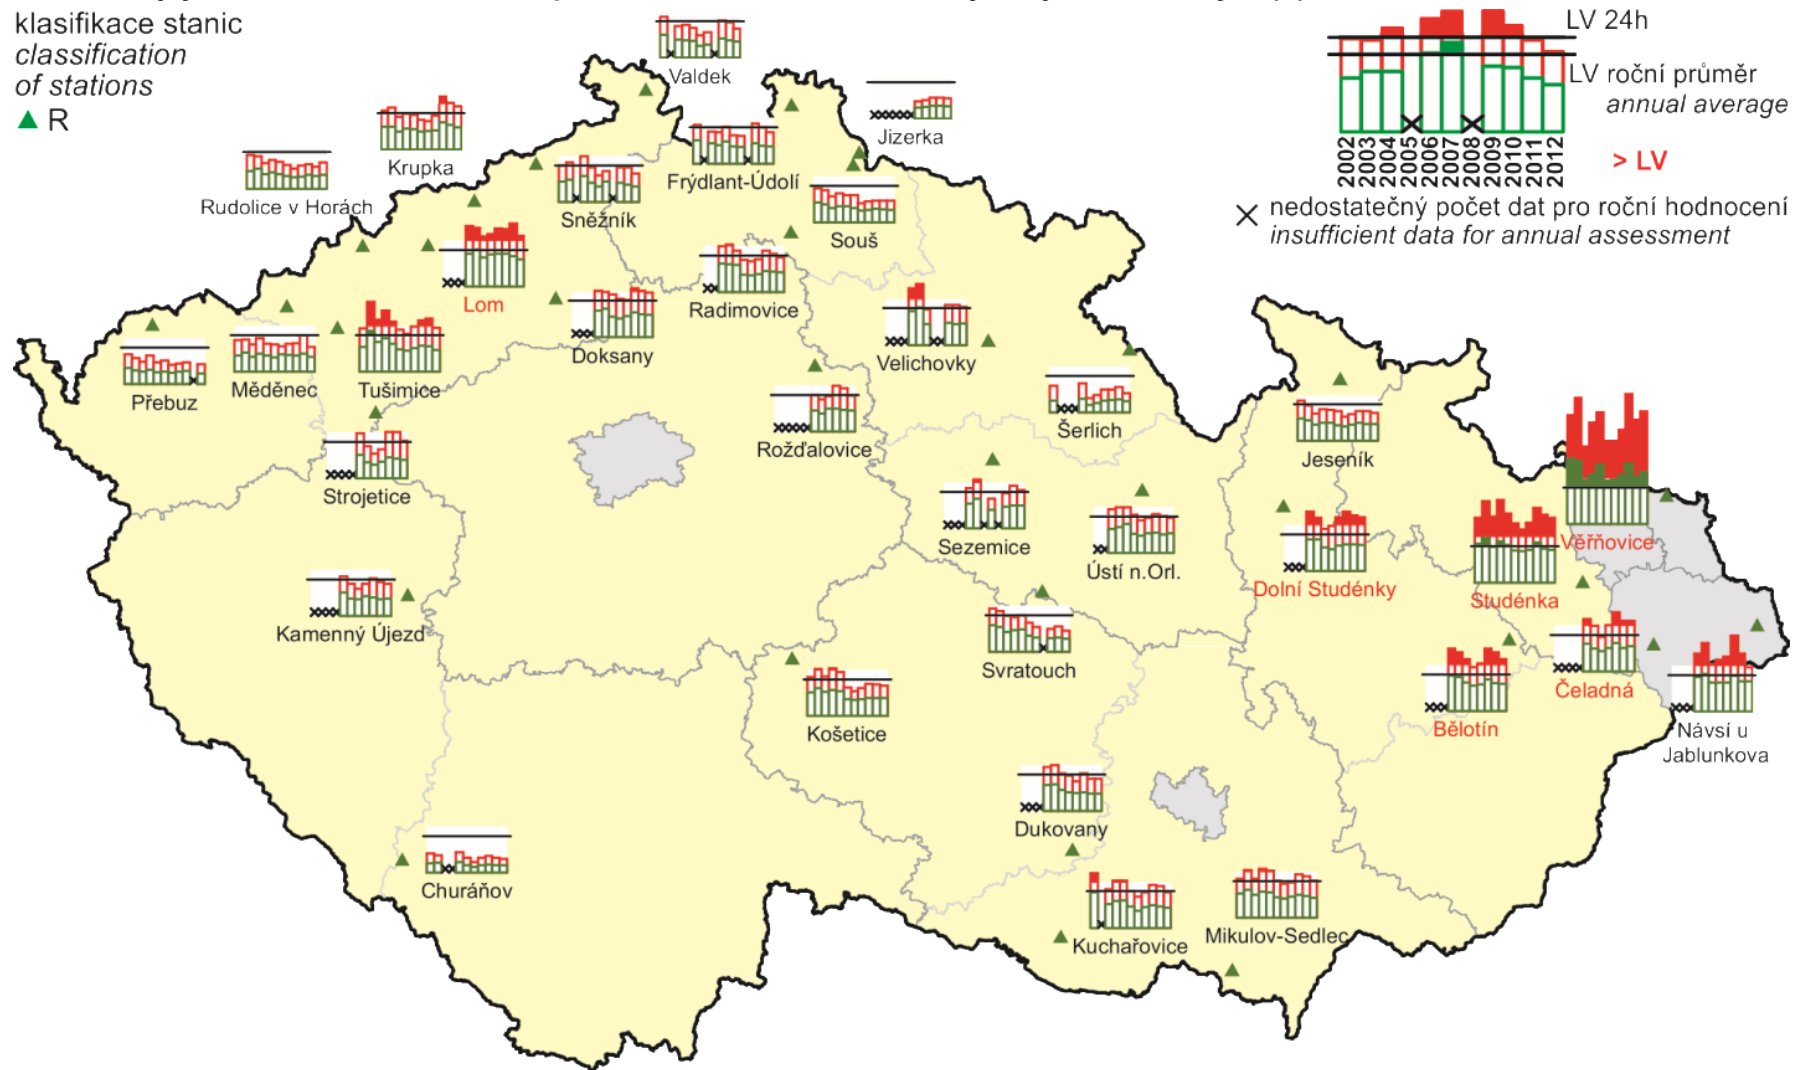 klasifikace stanic
classification
of stations
R
LV 24h
LV roční průměr
annual average
2002
2003
2004
2005
2006
2007
2008
2009
2010
2011
2012
> LV
nedostatečný počet dat pro roční hodnocení
insufficient data for annual assessment
Valdek
Jizerka
Krupka
Frýdlant-Údolí
Rudolice v Horách
Sněžník
Souš
Lom
Radimovice
Doksany
Velichovky
Přebuz
Měděnec
Tušimice
Šerlich
Rožďalovice
Jeseník
Strojetice
Sezemice
Ústí n.Orl.
Věřňovice
Dolní Studénky
Studénka
Kamenný Újezd
Svratouch
Čeladná
Košetice
Bělotín
Návsí u
Jablunkova
Dukovany
Churáňov
Kuchařovice
Mikulov-Sedlec